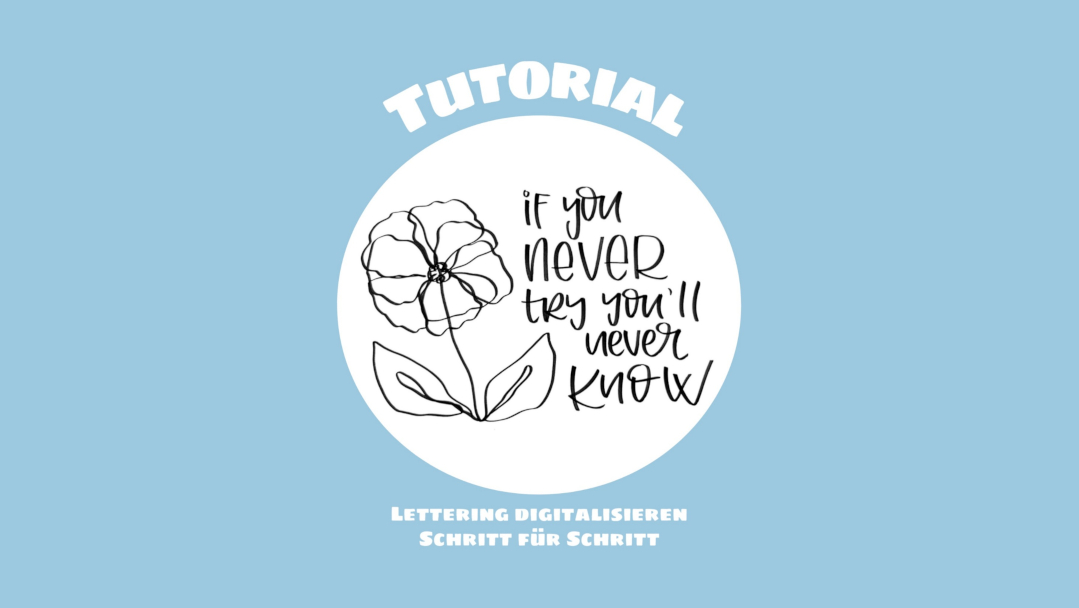 TUTORIAL
if you
NEVER
try you'll
never
KNOW
LETTERING DIGITALISIEREN
SCHRITT FÜR SCHRITT